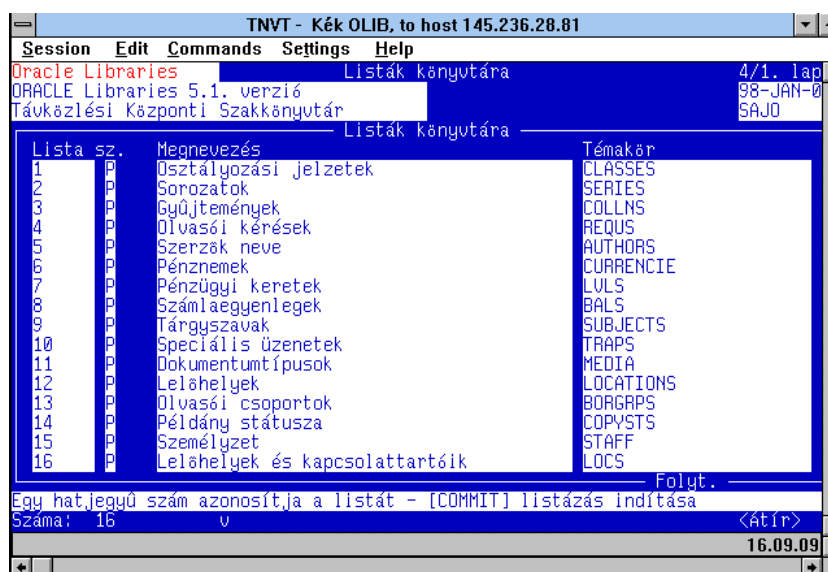 TNVT - Kék OLIB, to host 145.236.28.81
Session Edit Commands Settings Help
Oracle Libraries Listák könyvtára 4/1. lap
ORACLE Libraries 5.1. verzió 98-JAN-0
Távközlési Központi Szakkönyvtár SAJO
Listák könyvtára
Lista sz. Megnevezés Témakör
1 P Osztályozási jelzetek CLASSES
2 P Sorozatok SERIES
3 P Gyûjtemények COLLNS
4 P Olvasói kérések REQUS
5 P Szerzõk neve AUTHORS
6 P Pénznemek CURRENCIE
7 P Pénzügyi keretek LVLS
8 P Számlaegyenlegek BALS
9 P Tárgyszavak SUBJECTS
10 P Speciális üzenetek TRAPS
11 P Dokumentumtípusok MEDIA
12 P Lelõhelyek LOCATIONS
13 P Olvasói csoportok BORGRPS
14 P Példány státusza COPYSTS
15 P Személyzet STAFF
16 P Lelõhelyek és kapcsolattartóik LOCS
Folyt.
Egy hatjegyû szám azonosítja a listát - [COMMIT] listázás indítása
Száma: 16 v <Átír>
16.09.09